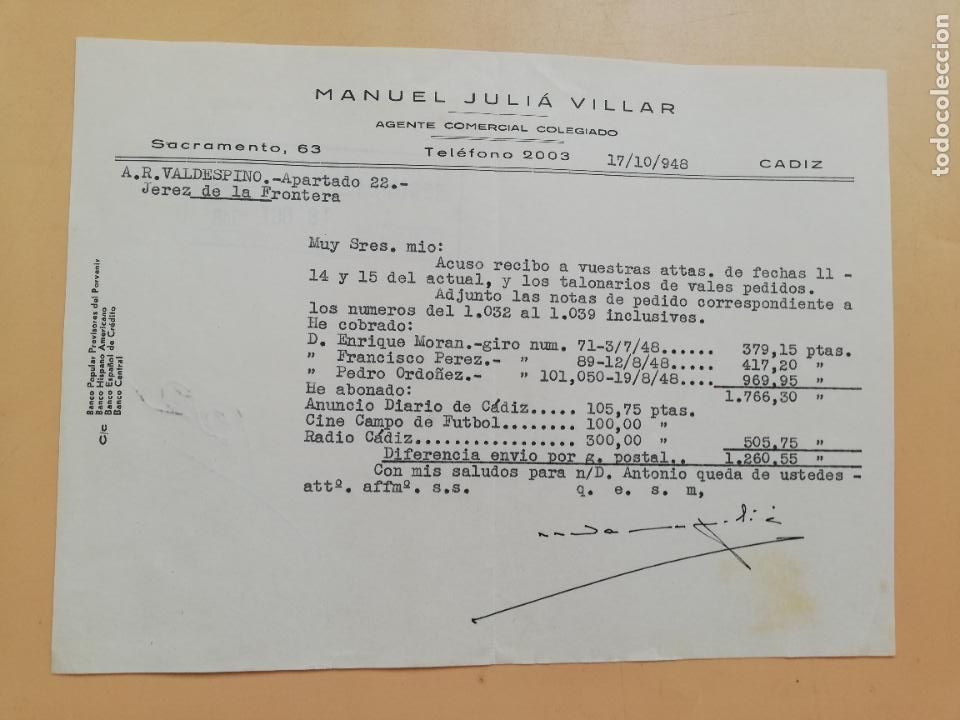 MANUEL JULIÁ VILLAR
AGENTE COMERCIAL COLEGIADO
Sacramento, 63 Teléfono 2003 17/10/948 CADIZ
A.R.VALDESPINO.-Apartado 22.-
Jerez de la Frontera
Muy Sres. mio:
Acuso recibo a vuestras attas. de fechas 11 -
14 y 15 del actual, y los talonarios de vales pedidos.
Adjunto las notas de pedido correspondiente a
los numeros del 1.032 al 1.039 inclusives.
He cobrado:
D. Enrique Moran.-giro num. 71-3/7/48...... 379,15 ptas.
" Francisco Perez.- " 89-12/8/48..... 417,20 "
" Pedro Ordoñez.- " 101,050-19/8/48.... 969,95 "
He abonado: 1.766,30 "
Anuncio Diario de Cádiz..... 105,75 ptas.
Cine Campo de Futbol........ 100,00 "
Radio Cádiz................. 300,00 " 505,75 "
Diferencia envio por g. postal.. 1.260,55 "
Con mis saludos para n/D. Antonio queda de ustedes -
attº. affmº. s.s. q. e. s. m,
C/c
Banco Popular Previsores del Porvenir
Banco Hispano Americano
Banco Español de Crédito
Banco Central
todocoleccion